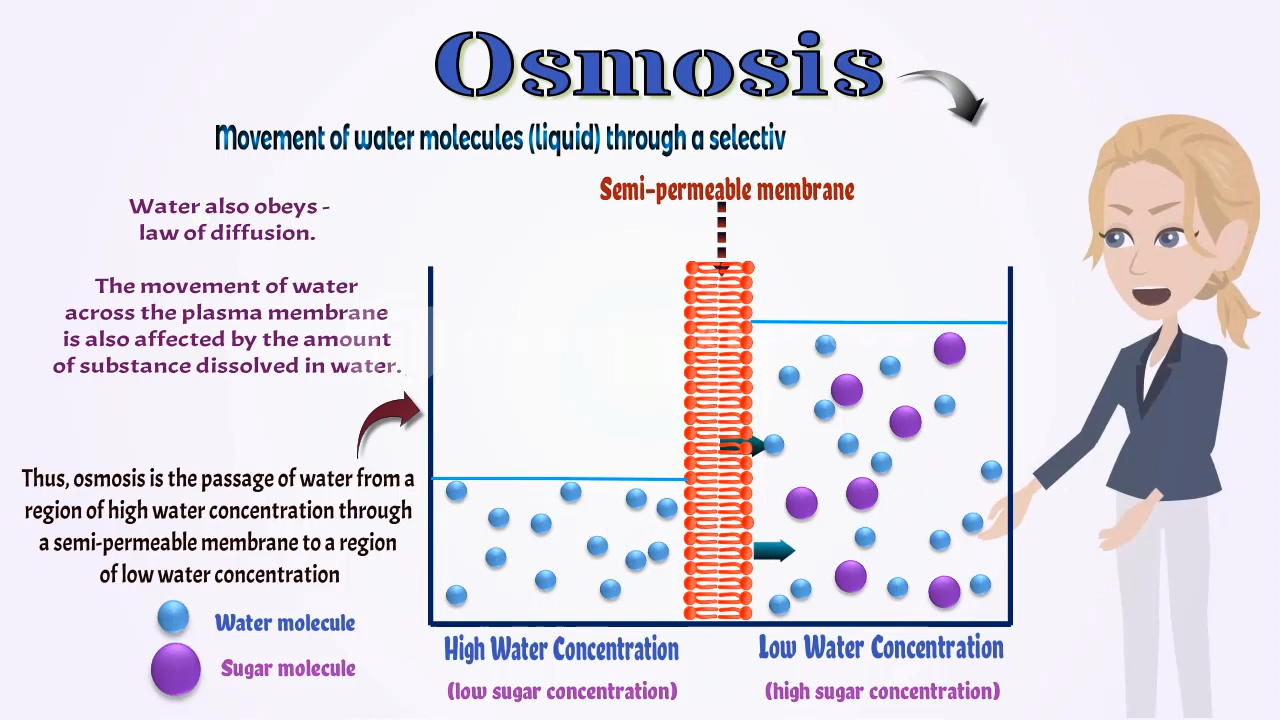 Osmosis
Movement of water molecules (liquid) through a selectiv
Semi-permeable membrane
Water also obeys -
law of diffusion.
The movement of water
across the plasma membrane
is also affected by the amount
of substance dissolved in water.
Thus, osmosis is the passage of water from a
region of high water concentration through
a semi-permeable membrane to a region
of low water concentration
Water molecule
Sugar molecule
High Water Concentration
(low sugar concentration)
Low Water Concentration
(high sugar concentration)